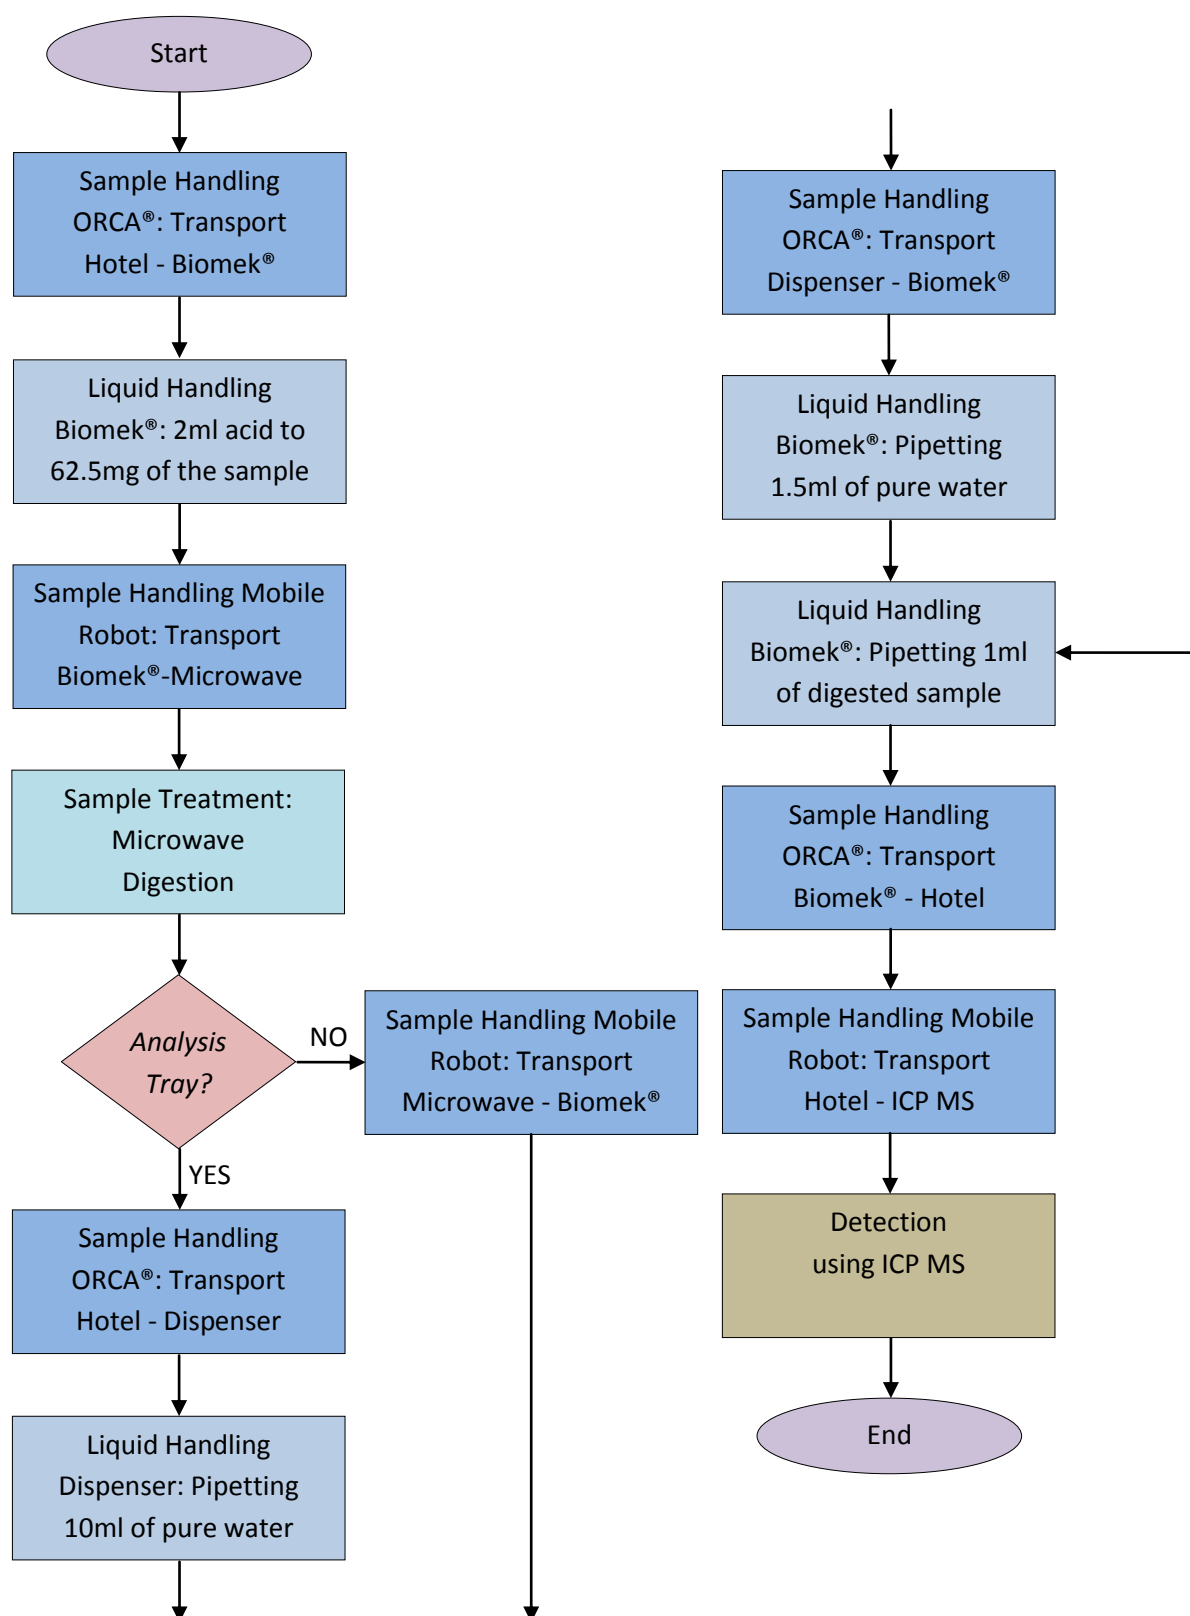 Start
Sample Handling
ORCA®: Transport
Hotel - Biomek®
Liquid Handling
Biomek®: 2ml acid to
62.5mg of the sample
Sample Handling Mobile
Robot: Transport
Biomek®-Microwave
Sample Treatment:
Microwave
Digestion
Analysis
Tray?
NO
Sample Handling Mobile
Robot: Transport
Microwave - Biomek®
YES
Sample Handling
ORCA®: Transport
Hotel - Dispenser
Liquid Handling
Dispenser: Pipetting
10ml of pure water
Sample Handling
ORCA®: Transport
Dispenser - Biomek®
Liquid Handling
Biomek®: Pipetting
1.5ml of pure water
Liquid Handling
Biomek®: Pipetting 1ml
of digested sample
Sample Handling
ORCA®: Transport
Biomek® - Hotel
Sample Handling Mobile
Robot: Transport
Hotel - ICP MS
Detection
using ICP MS
End